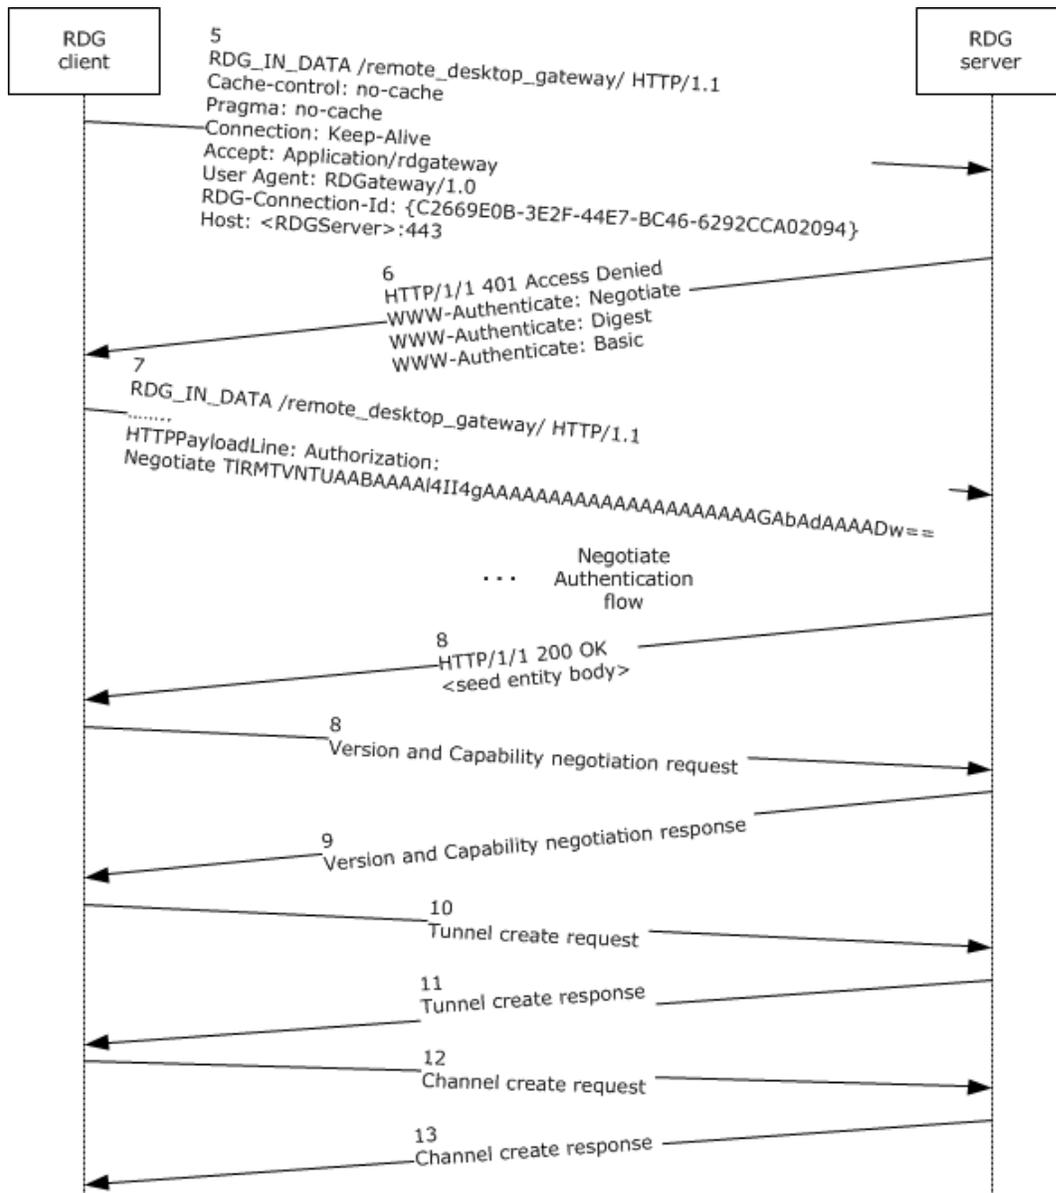 RDG
client
RDG
server
5
RDG_IN_DATA /remote_desktop_gateway/ HTTP/1.1
Cache-control: no-cache
Pragma: no-cache
Connection: Keep-Alive
Accept: Application/rdgateway
User Agent: RDGateway/1.0
RDG-Connection-Id: {C2669E0B-3E2F-44E7-BC46-6292CCA02094}
Host: <RDGServer>:443
6
HTTP/1/1 401 Access Denied
WWW-Authenticate: Negotiate
WWW-Authenticate: Digest
WWW-Authenticate: Basic
7
RDG_IN_DATA /remote_desktop_gateway/ HTTP/1.1
........
HTTPPayloadLine: Authorization:
Negotiate TlRMTVNTUAABAAAAl4II4gAAAAAAAAAAAAAAAAAAAAAGAbAdAAAADw==
... Negotiate
Authentication
flow
8
HTTP/1/1 200 OK
<seed entity body>
8
Version and Capability negotiation request
9
Version and Capability negotiation response
10
Tunnel create request
11
Tunnel create response
12
Channel create request
13
Channel create response